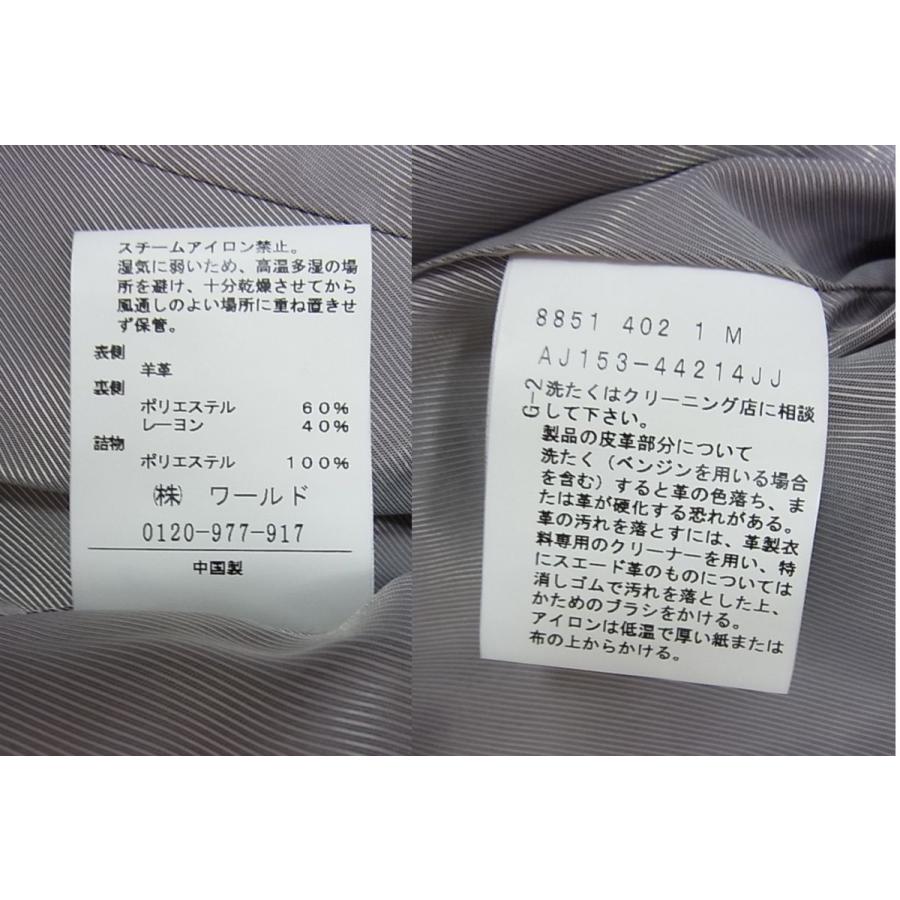 スチームアイロン禁止。
湿気に弱いため、高温多湿の場
所を避け、十分乾燥させてから
風通しのよい場所に重ね置きせ
ず保管。
表側
羊革
裏側
ポリエステル 60%
レーヨン 40%
詰物
ポリエステル 100%
㈱ ワールド
0120-977-917
中国製
8851 402 1 M
AJ153-44214JJ
G-2
洗たくはクリーニング店に相談
して下さい。
製品の皮革部分について
洗たく（ベンジンを用いる場合
を含む）すると革の色落ち、ま
たは革が硬化する恐れがある。
革の汚れを落とすには、革製衣
料専用のクリーナーを用い、特
にスエード革のものについては
消しゴムで汚れを落とした上、
かためのブラシをかける。
アイロンは低温で厚い紙または
布の上からかける。